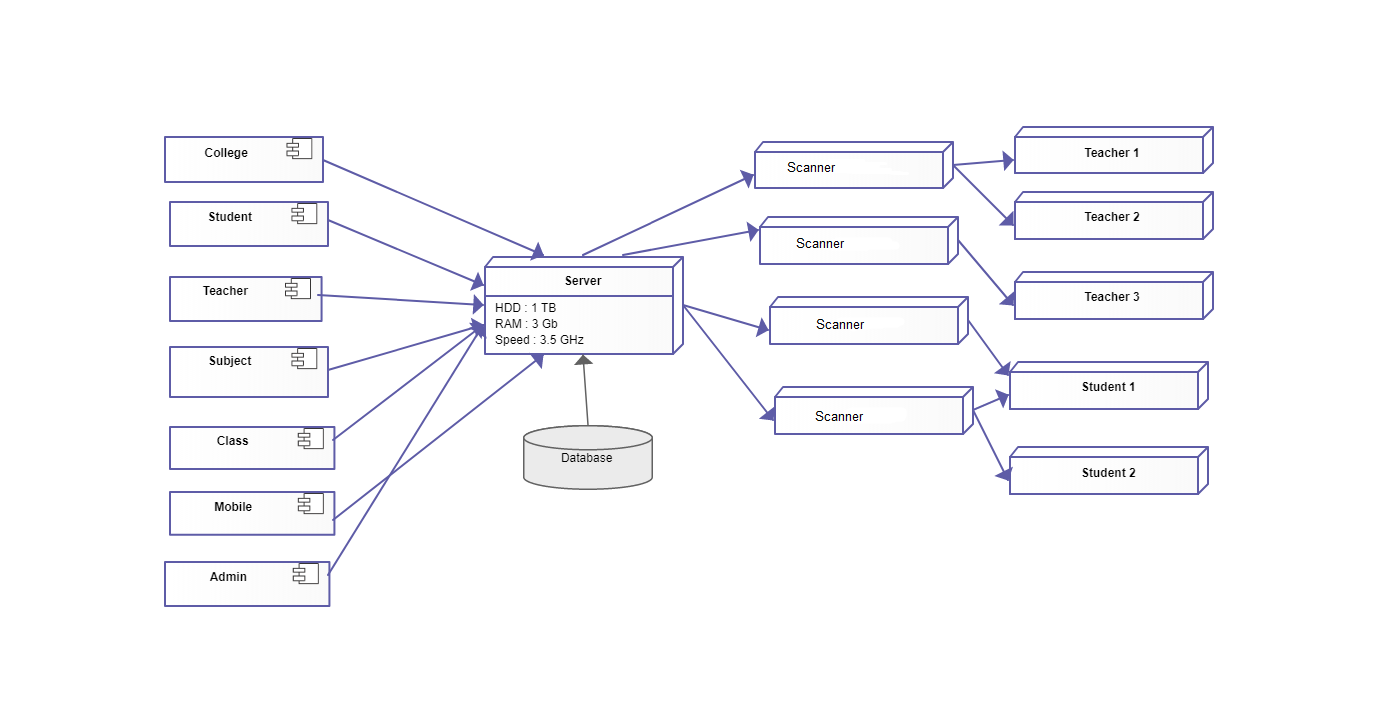 College
Student
Teacher
Subject
Class
Mobile
Admin
Server
HDD : 1 TB
RAM : 3 Gb
Speed : 3.5 GHz
Database
Scanner
Scanner
Scanner
Scanner
Teacher 1
Teacher 2
Teacher 3
Student 1
Student 2